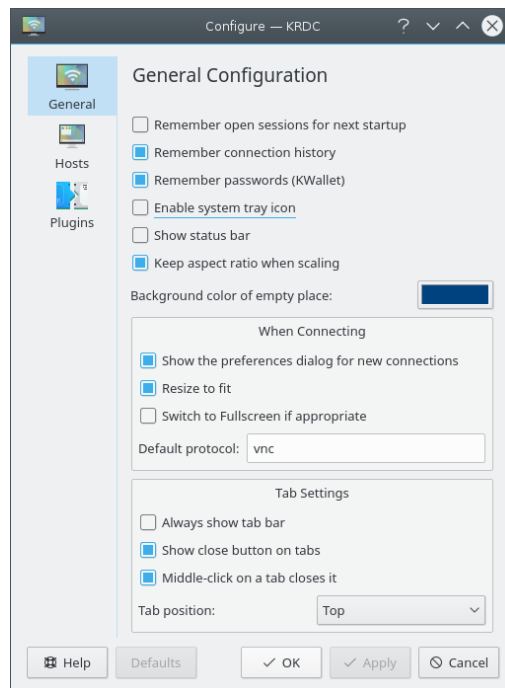 Configure — KRDC
General
Hosts
Plugins
General Configuration
Remember open sessions for next startup
Remember connection history
Remember passwords (KWallet)
Enable system tray icon
Show status bar
Keep aspect ratio when scaling
Background color of empty place:
When Connecting
Show the preferences dialog for new connections
Resize to fit
Switch to Fullscreen if appropriate
Default protocol: vnc
Tab Settings
Always show tab bar
Show close button on tabs
Middle-click on a tab closes it
Tab position: Top
Help Defaults OK Apply Cancel